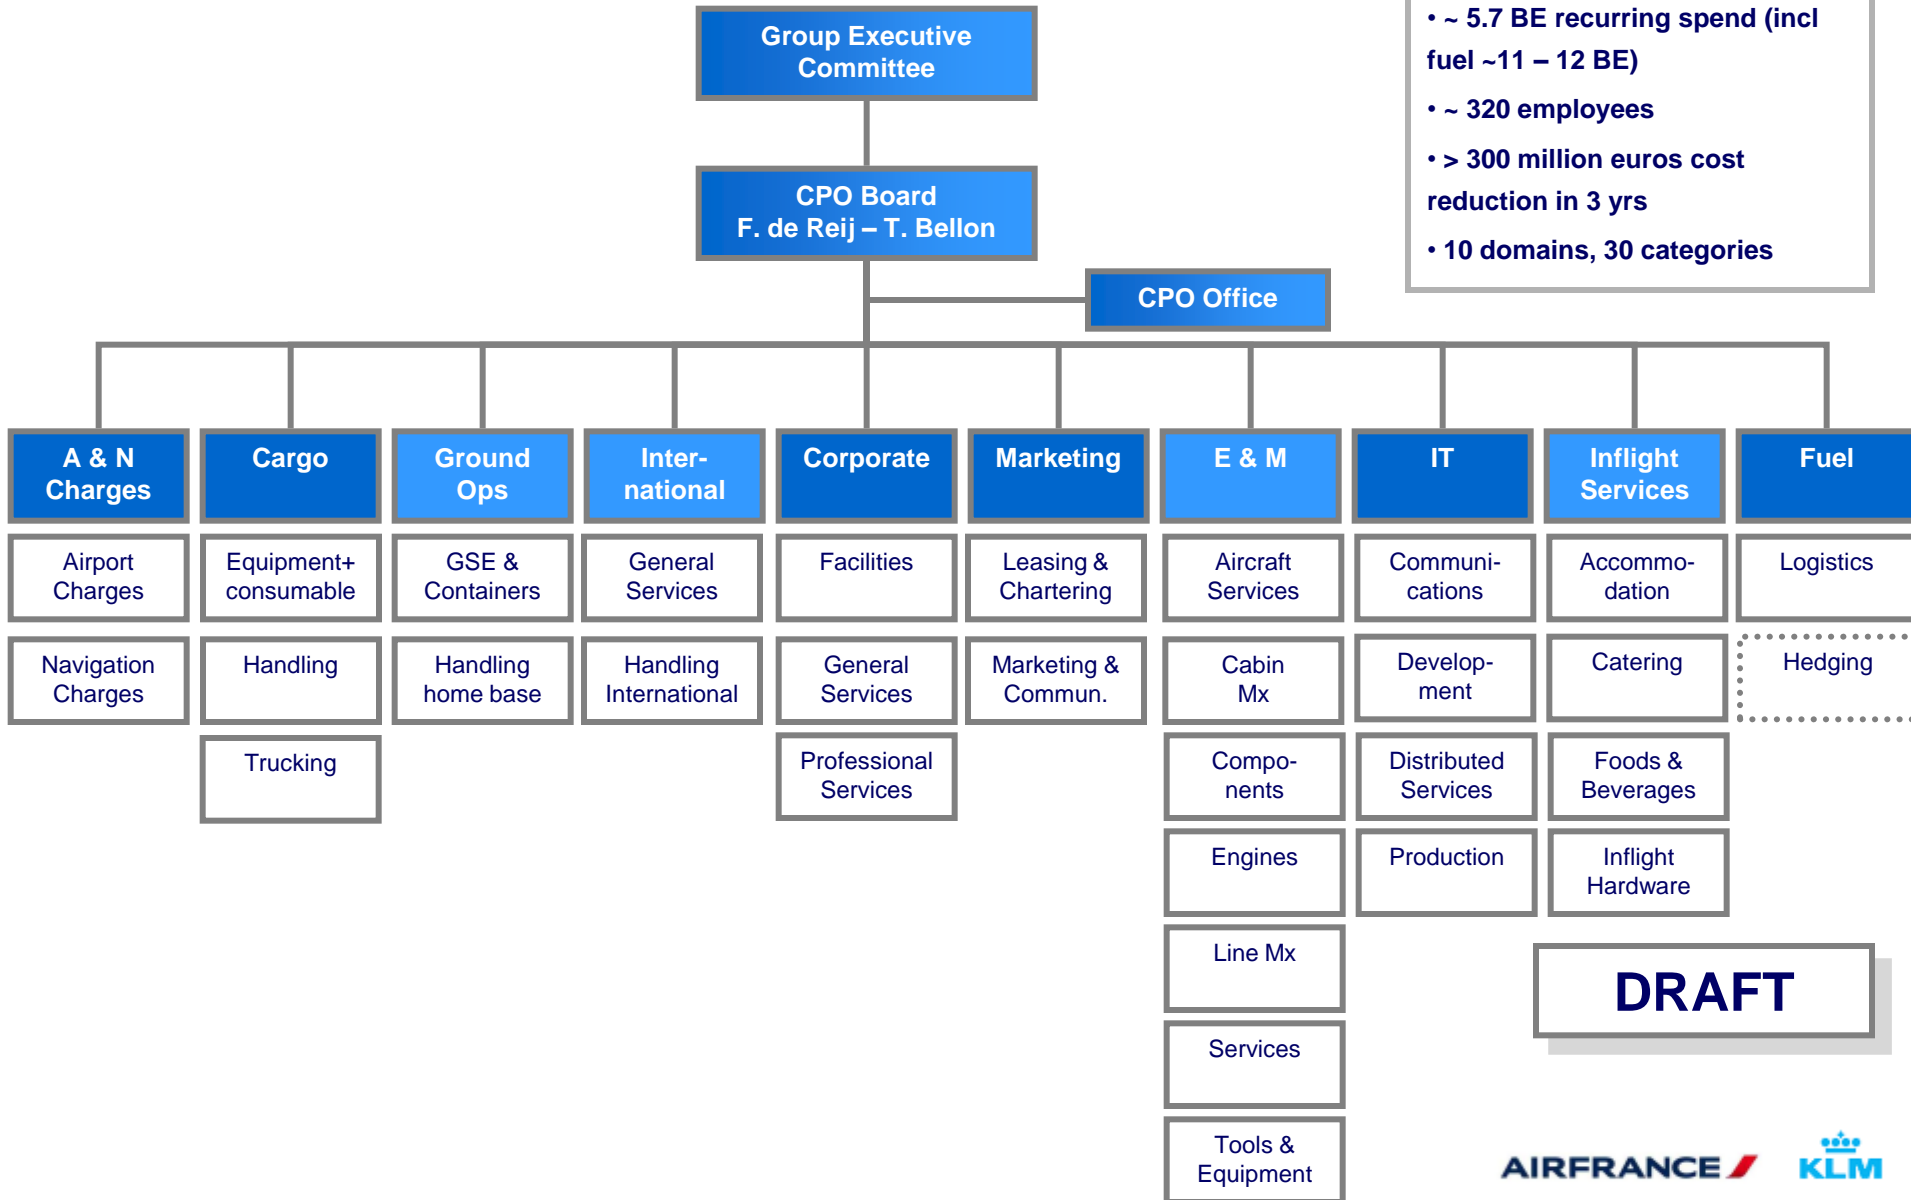 Group Executive
Committee
• ~ 5.7 BE recurring spend (incl
fuel ~11 – 12 BE)
• ~ 320 employees
• > 300 million euros cost
reduction in 3 yrs
• 10 domains, 30 categories
CPO Board
F. de Reij – T. Bellon
CPO Office
A & N
Charges
Cargo
Ground
Ops
Inter-
national
Corporate
Marketing
E & M
IT
Inflight
Services
Fuel
Airport
Charges
Equipment+
consumable
GSE &
Containers
General
Services
Facilities
Leasing &
Chartering
Aircraft
Services
Communi-
cations
Accommo-
dation
Logistics
Navigation
Charges
Handling
Handling
home base
Handling
International
General
Services
Marketing &
Commun.
Cabin
Mx
Develop-
ment
Catering
Hedging
Trucking
Professional
Services
Compo-
nents
Distributed
Services
Foods &
Beverages
Engines
Production
Inflight
Hardware
Line Mx
Services
Tools &
Equipment
DRAFT
AIRFRANCE
KLM